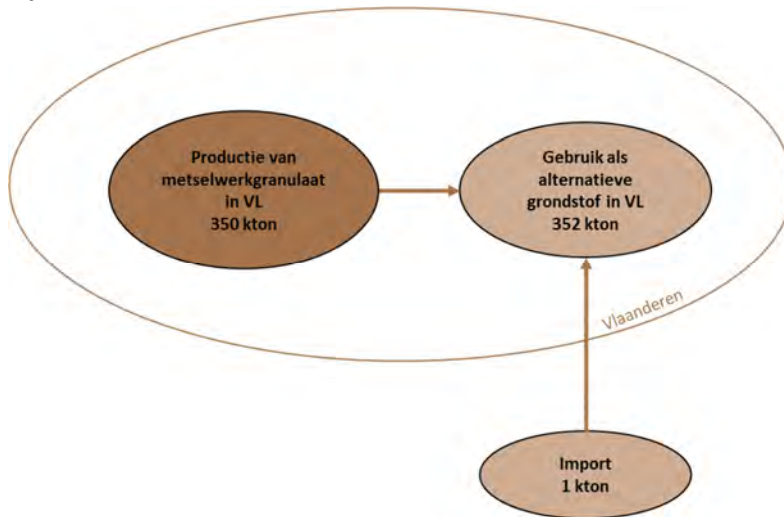 Productie van
metselwerkgranulaat
in VL
350 kton
Gebruik als
alternatieve
grondstof in VL
352 kton
Vlaanderen
Import
1 kton